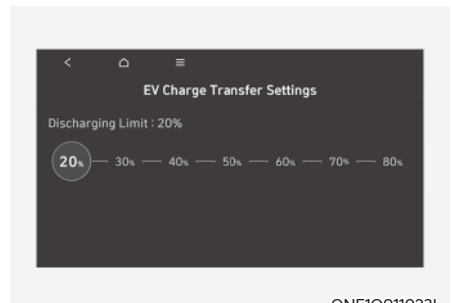 EV Charge Transfer Settings
Discharging Limit : 20%
20% 30% 40% 50% 60% 70% 80%